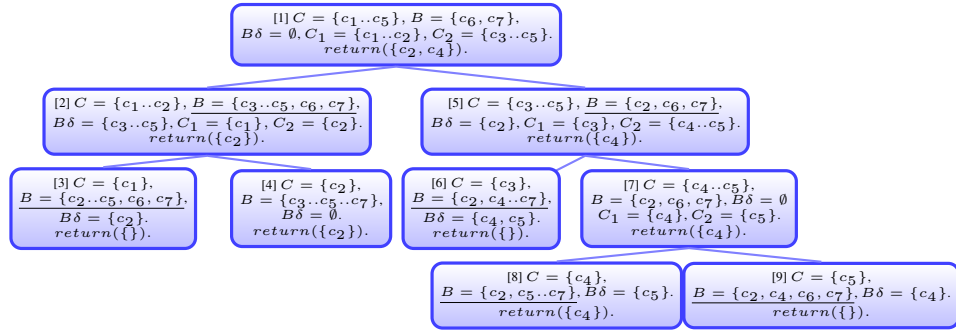 [1] C = {c₁..c₅}, B = {c₆, c₇},
Bδ = ∅, C₁ = {c₁..c₂}, C₂ = {c₃..c₅}.
return({c₂, c₄}).
[2] C = {c₁..c₂}, B = {c₃..c₅, c₆, c₇},
Bδ = {c₃..c₅}, C₁ = {c₁}, C₂ = {c₂}.
return({c₂}).
[5] C = {c₃..c₅}, B = {c₂, c₆, c₇},
Bδ = {c₂}, C₁ = {c₃}, C₂ = {c₄..c₅}.
return({c₄}).
[3] C = {c₁},
B = {c₂..c₅, c₆, c₇},
Bδ = {c₂}.
return({}).
[4] C = {c₂},
B = {c₃..c₅..c₇},
Bδ = ∅.
return({c₂}).
[6] C = {c₃},
B = {c₂, c₄..c₇},
Bδ = {c₄, c₅}.
return({}).
[7] C = {c₄..c₅},
B = {c₂, c₆, c₇}, Bδ = ∅
C₁ = {c₄}, C₂ = {c₅}.
return({c₄}).
[8] C = {c₄},
B = {c₂, c₅..c₇}, Bδ = {c₅}.
return({c₄}).
[9] C = {c₅},
B = {c₂, c₄, c₆, c₇}, Bδ = {c₄}.
return({}).